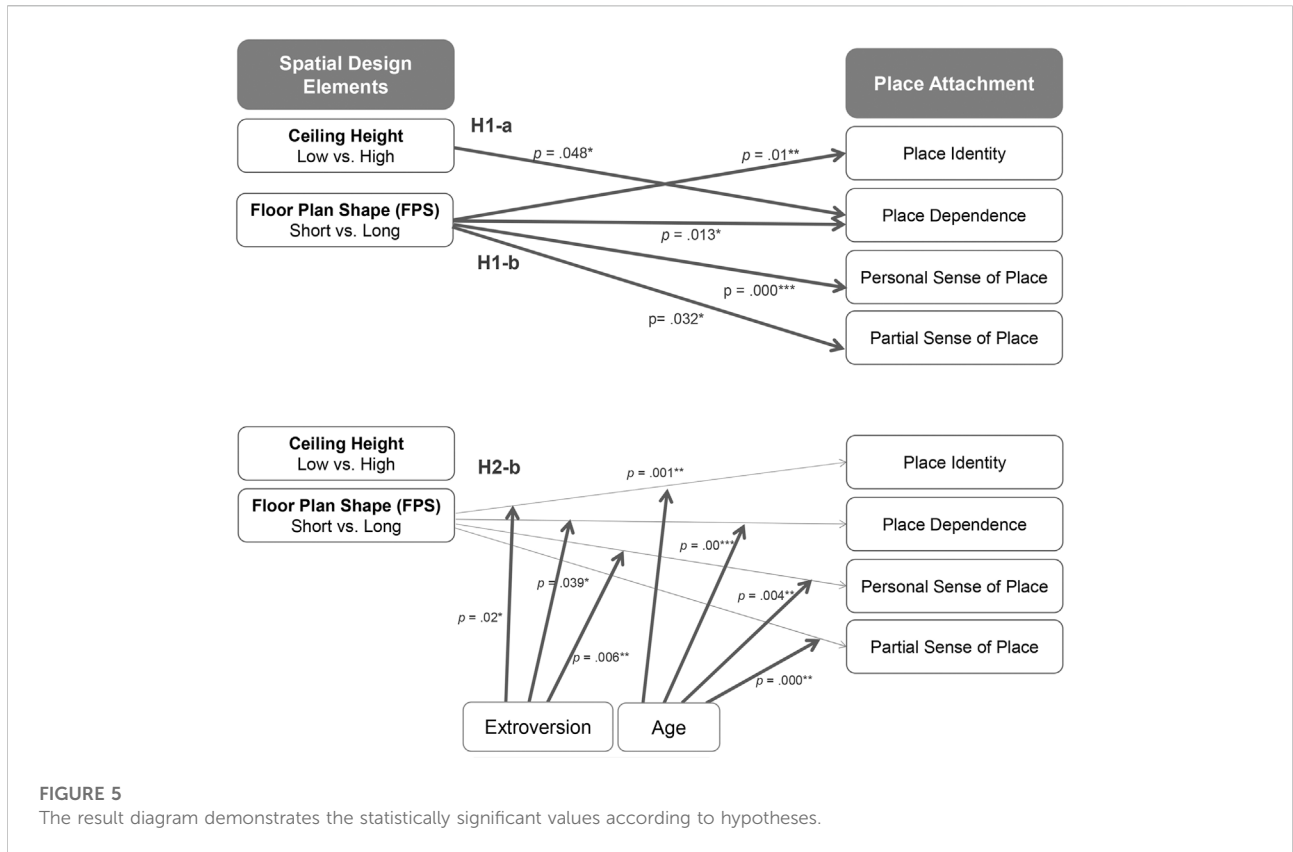 Spatial Design
Elements
Place Attachment
H1-a
Ceiling Height
Low vs. High
p = .048*
p = .01**
Place Identity
Floor Plan Shape (FPS)
Short vs. Long
Place Dependence
p = .013*
H1-b
Personal Sense of Place
p = .000***
p= .032*
Partial Sense of Place
Ceiling Height
Low vs. High
H2-b
p = .001**
Place Identity
Floor Plan Shape (FPS)
Short vs. Long
Place Dependence
p = .00***
p = .039*
p = .004**
Personal Sense of Place
p = .02*
Partial Sense of Place
p = .006**
p = .000**
Extroversion
Age
FIGURE 5
The result diagram demonstrates the statistically significant values according to hypotheses.